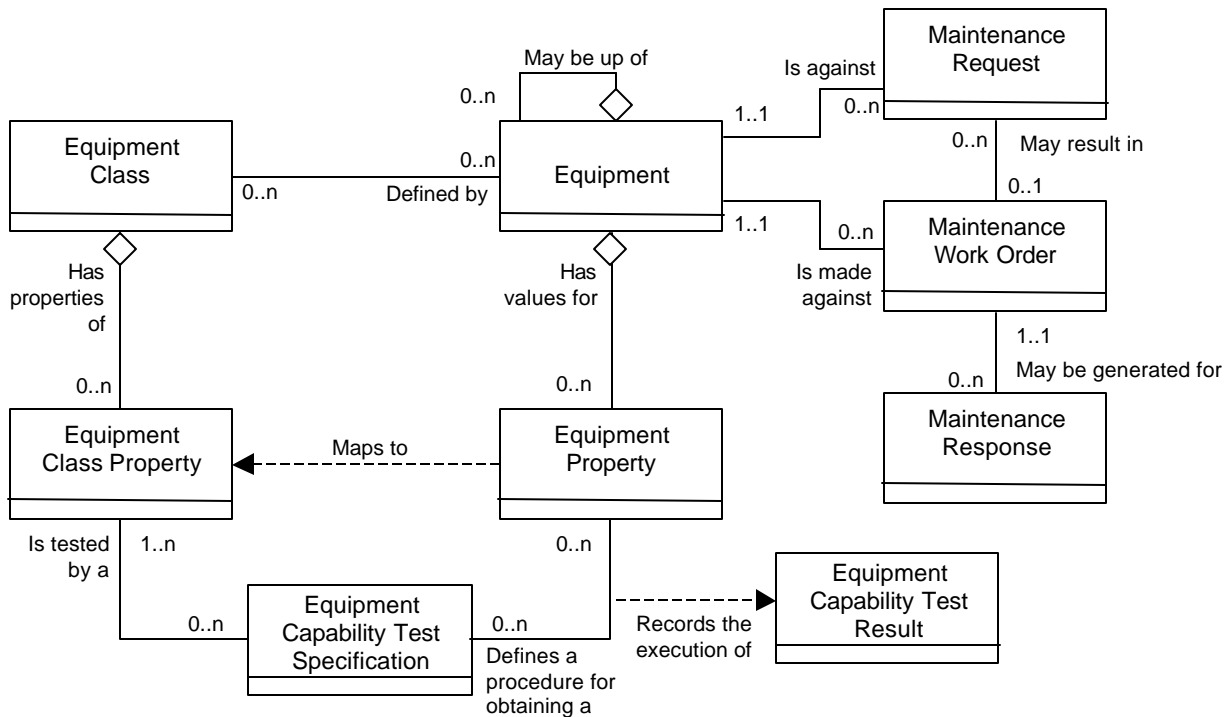 Maintenance
Request
May be up of
Is against
0..n
1..1
0..n
Equipment
Class
0..n
Equipment
0..n
May result in
0..n
Defined by
0..1
1..1
0..n
Maintenance
Work Order
Has
properties
of
Has
values for
Is made
against
1..1
May be generated for
0..n
0..n
0..n
Maintenance
Response
Equipment
Class Property
Maps to
Equipment
Property
Is tested
by a
1..n
0..n
Equipment
Capability Test
Result
Equipment
Capability Test
Specification
0..n
0..n
Records the
execution of
Defines a
procedure for
obtaining a